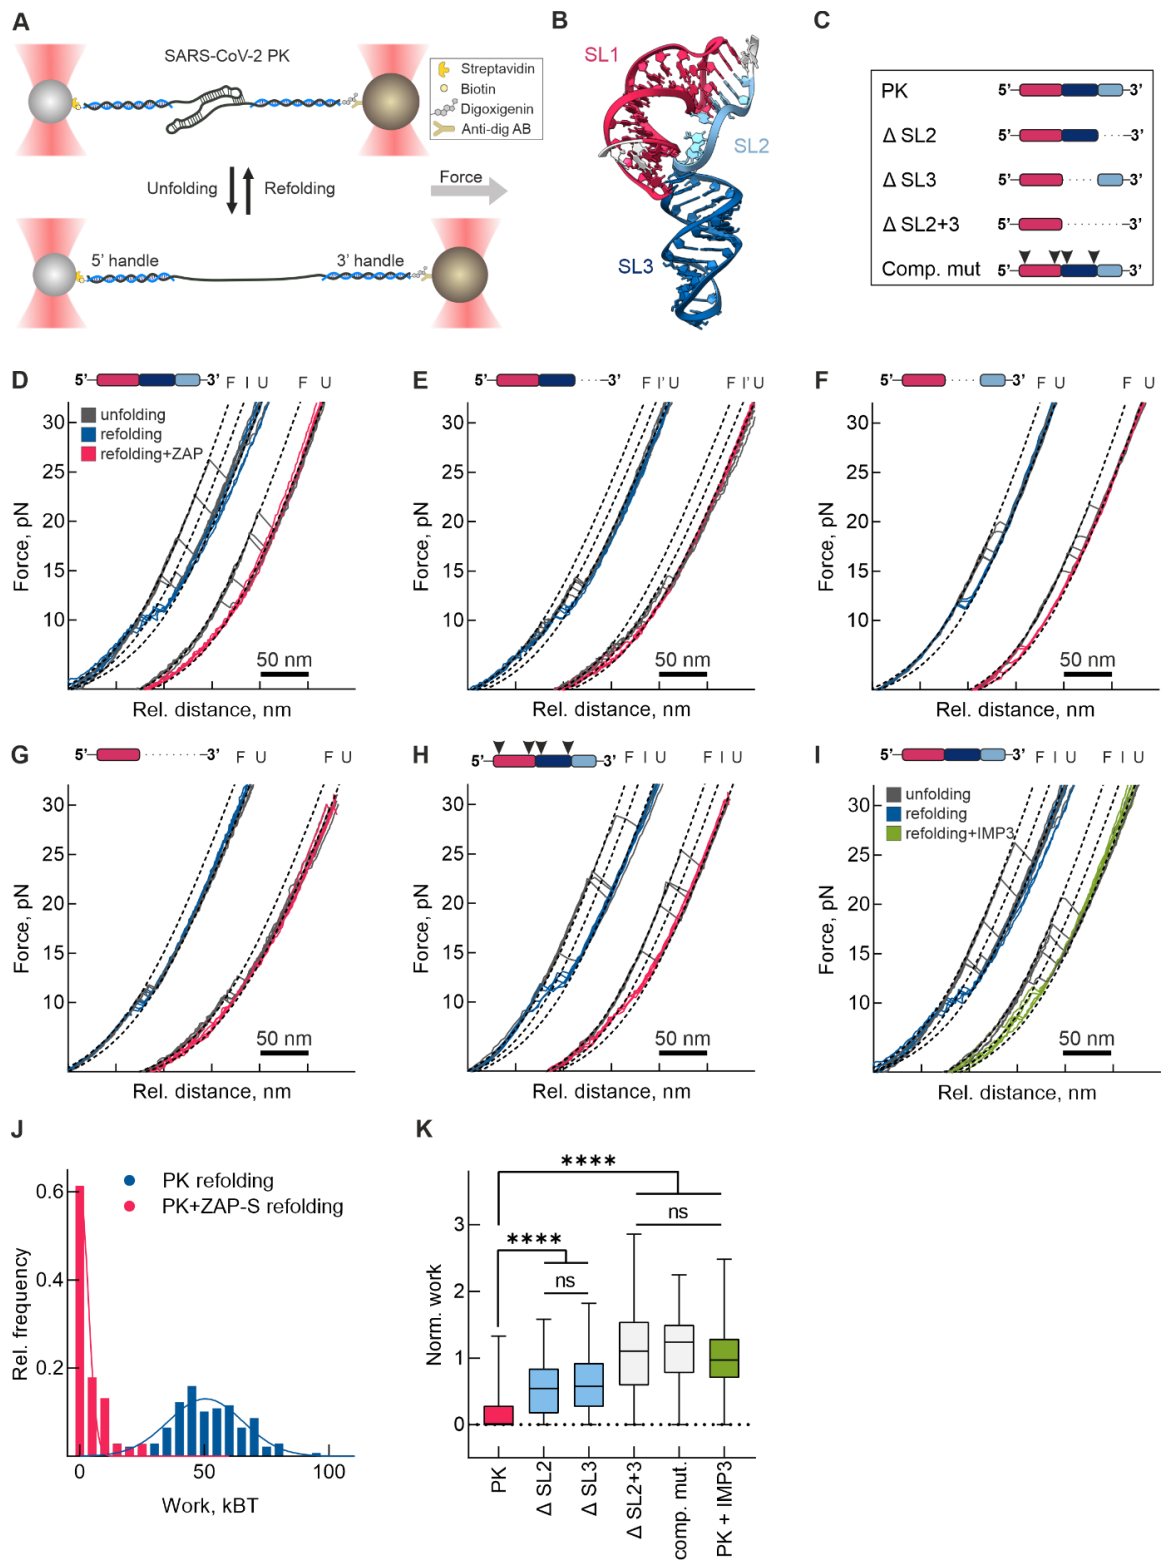 A
SARS-CoV-2 PK
Streptavidin
Biotin
Digoxigenin
Anti-dig AB
Unfolding
Refolding
Force
5' handle
3' handle
B
SL1
SL2
SL3
C
PK 5' 3'
Δ SL2 5' 3'
Δ SL3 5' 3'
Δ SL2+3 5' 3'
Comp. mut 5' 3'
D
5' 3' F I U F U
unfolding
refolding
refolding+ZAP
30
25
20
15
10
Force, pN
50 nm
Rel. distance, nm
E
5' 3' F I' U F I' U
30
25
20
15
10
Force, pN
50 nm
Rel. distance, nm
F
5' 3' F U F U
30
25
20
15
10
Force, pN
50 nm
Rel. distance, nm
G
5' 3' F U F U
30
25
20
15
10
Force, pN
50 nm
Rel. distance, nm
H
5' 3' F I U F I U
30
25
20
15
10
Force, pN
50 nm
Rel. distance, nm
I
5' 3' F I U F I U
unfolding
refolding
refolding+IMP3
30
25
20
15
10
Force, pN
50 nm
Rel. distance, nm
J
PK refolding
PK+ZAP-S refolding
0.6
0.4
0.2
Rel. frequency
0 50 100
Work, kBT
K
****
ns
****
ns
3
2
1
0
Norm. work
PK
Δ SL2
Δ SL3
Δ SL2+3
comp. mut.
PK + IMP3